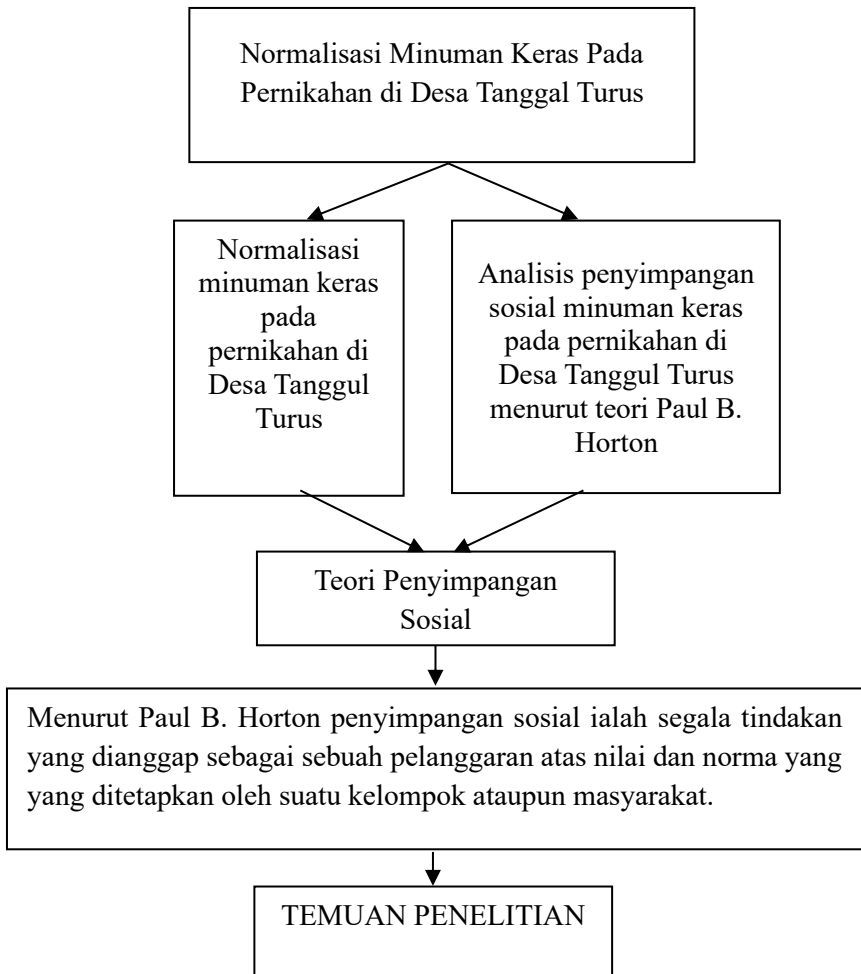 Normalisasi Minuman Keras Pada
Pernikahan di Desa Tanggal Turus
Normalisasi
minuman keras
pada
pernikahan di
Desa Tanggul
Turus
Analisis penyimpangan
sosial minuman keras
pada pernikahan di
Desa Tanggul Turus
menurut teori Paul B.
Horton
Teori Penyimpangan
Sosial
Menurut Paul B. Horton penyimpangan sosial ialah segala tindakan
yang dianggap sebagai sebuah pelanggaran atas nilai dan norma yang
yang ditetapkan oleh suatu kelompok ataupun masyarakat.
TEMUAN PENELITIAN